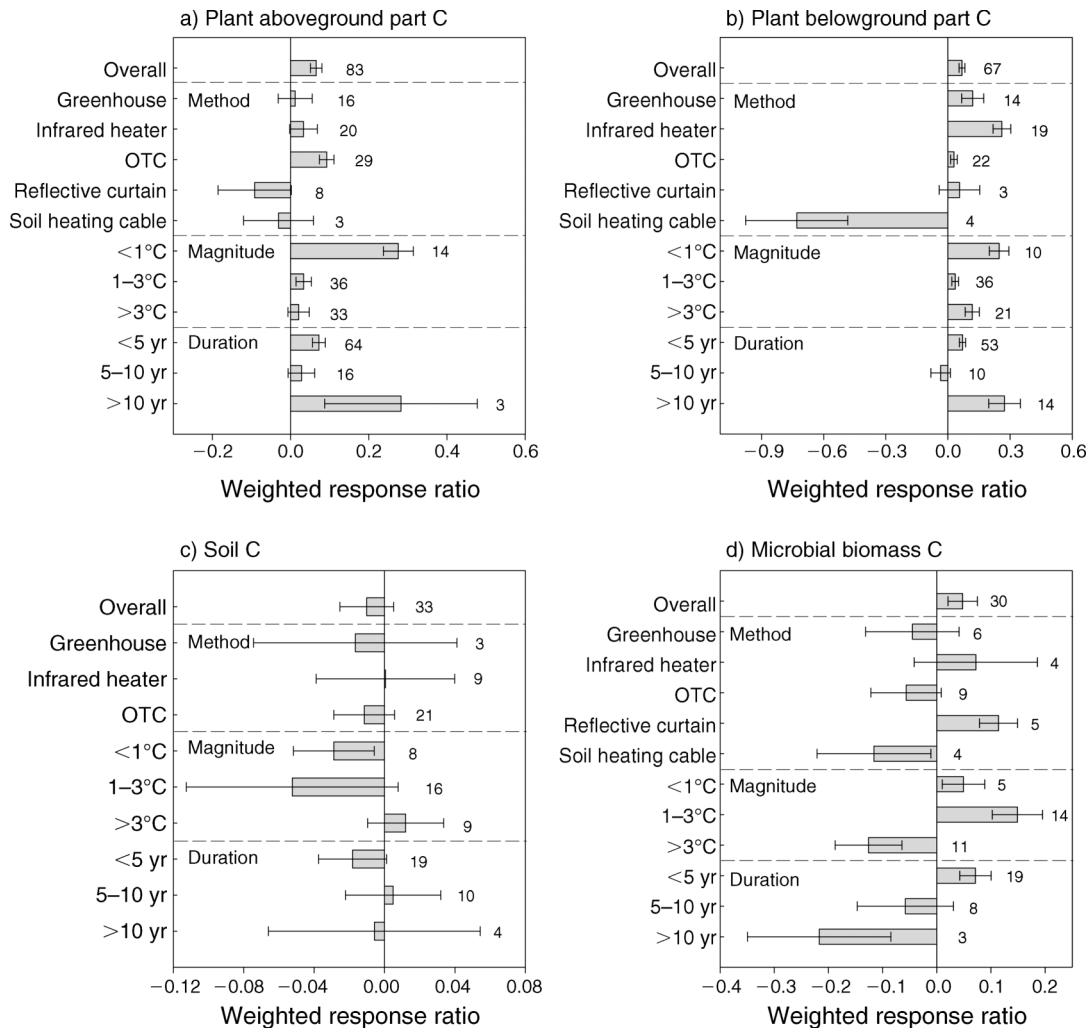 a) Plant aboveground part C
Overall 83
Greenhouse Method 16
Infrared heater 20
OTC 29
Reflective curtain 8
Soil heating cable 3
<1°C Magnitude 14
1–3°C 36
>3°C 33
<5 yr Duration 64
5–10 yr 16
>10 yr 3
−0.2 0.0 0.2 0.4 0.6
Weighted response ratio
b) Plant belowground part C
Overall 67
Greenhouse Method 14
Infrared heater 19
OTC 22
Reflective curtain 3
Soil heating cable 4
<1°C Magnitude 10
1–3°C 36
>3°C 21
<5 yr Duration 53
5–10 yr 10
>10 yr 14
−0.9 −0.6 −0.3 0.0 0.3 0.6
Weighted response ratio
c) Soil C
Overall 33
Greenhouse Method 3
Infrared heater 9
OTC 21
<1°C Magnitude 8
1–3°C 16
>3°C 9
<5 yr Duration 19
5–10 yr 10
>10 yr 4
−0.12 −0.08 −0.04 0.00 0.04 0.08
Weighted response ratio
d) Microbial biomass C
Overall 30
Greenhouse Method 6
Infrared heater 4
OTC 9
Reflective curtain 5
Soil heating cable 4
<1°C Magnitude 5
1–3°C 14
>3°C 11
<5 yr Duration 19
5–10 yr 8
>10 yr 3
−0.4 −0.3 −0.2 −0.1 0.0 0.1 0.2
Weighted response ratio